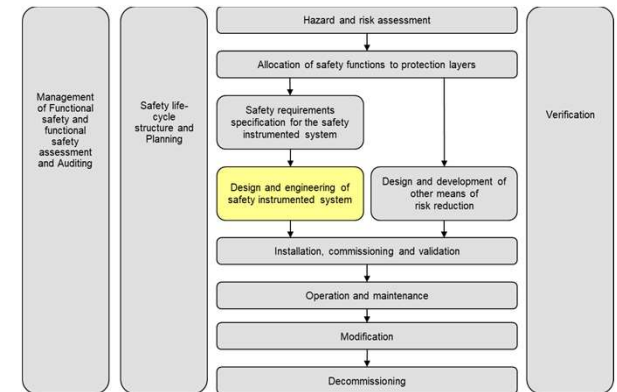 Hazard and risk assessment
Allocation of safety functions to protection layers
Management
of Functional
safety and
functional
safety
assessment
and Auditing
Safety life-
cycle
structure and
Planning
Safety requirements
specification for the safety
instrumented system
Verification
Design and engineering of
safety instrumented system
Design and development of
other means of
risk reduction
Installation, commissioning and validation
Operation and maintenance
Modification
Decommissioning